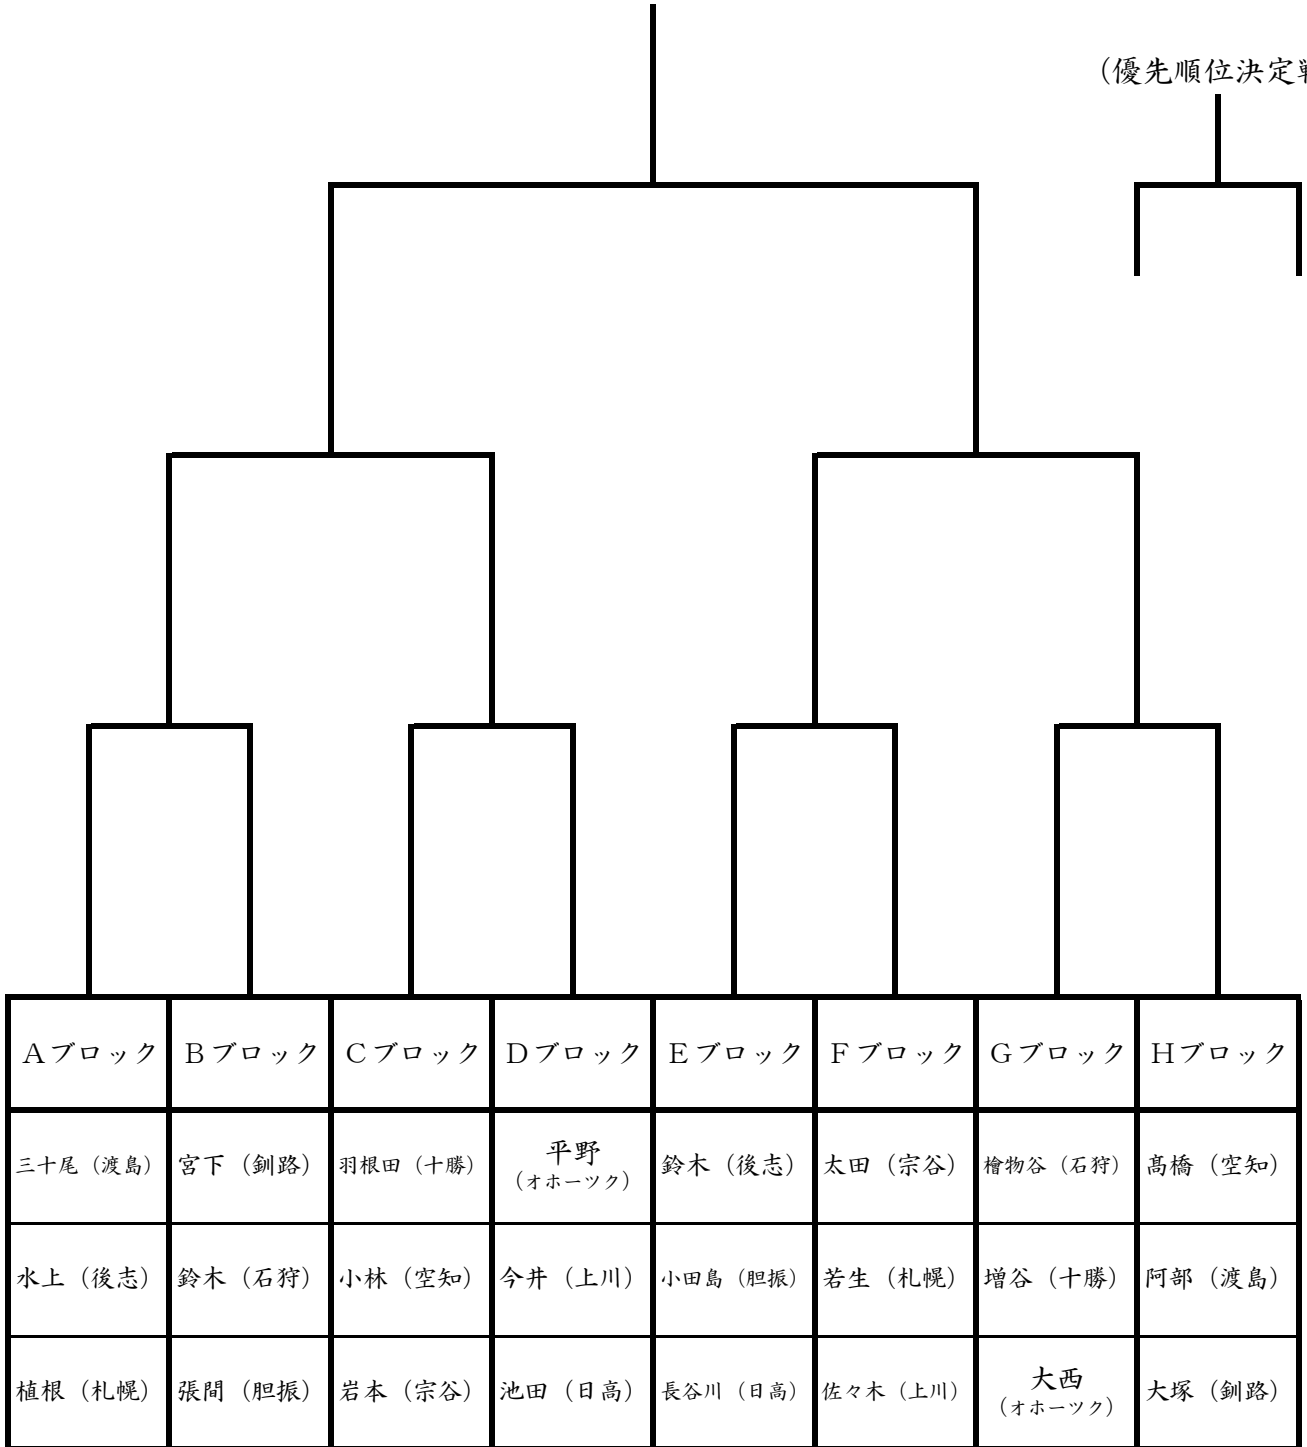 （優先順位決定戦
Ａブロック Ｂブロック Ｃブロック Ｄブロック Ｅブロック Ｆブロック Ｇブロック Ｈブロック
三十尾（渡島） 宮下（釧路） 羽根田（十勝） 平野（オホーツク） 鈴木（後志） 太田（宗谷） 檜物谷（石狩） 髙橋（空知）
水上（後志） 鈴木（石狩） 小林（空知） 今井（上川） 小田島（胆振） 若生（札幌） 増谷（十勝） 阿部（渡島）
植根（札幌） 張間（胆振） 岩本（宗谷） 池田（日高） 長谷川（日高） 佐々木（上川） 大西（オホーツク） 大塚（釧路）